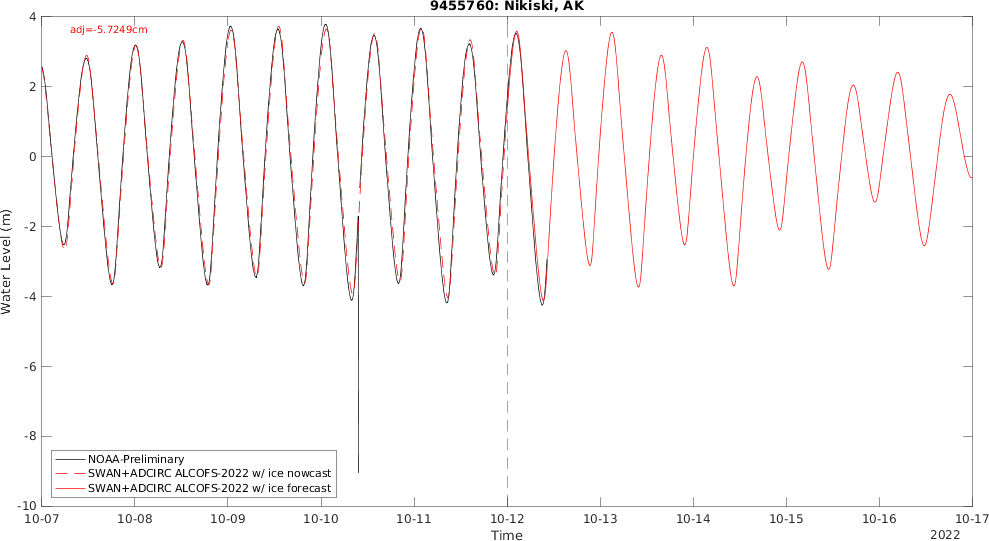 9455760: Nikiski, AK
adj=-5.7249cm
Water Level (m)
4
2
0
-2
-4
-6
-8
-10
NOAA-Preliminary
SWAN+ADCIRC ALCOFS-2022 w/ ice nowcast
SWAN+ADCIRC ALCOFS-2022 w/ ice forecast
10-07 10-08 10-09 10-10 10-11 10-12 10-13 10-14 10-15 10-16 10-17
Time
2022